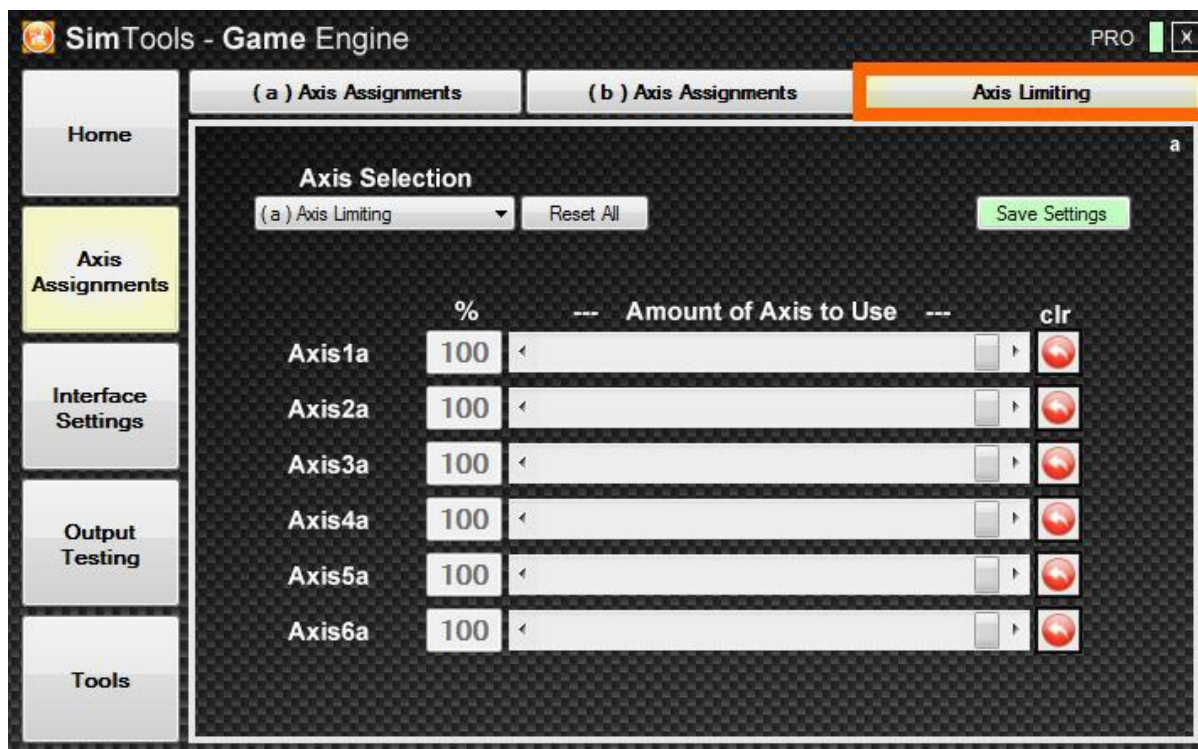 SimTools - Game Engine
PRO
X
( a ) Axis Assignments
( b ) Axis Assignments
Axis Limiting
Home
Axis
Assignments
Interface
Settings
Output
Testing
Tools
a
Axis Selection
( a ) Axis Limiting
Reset All
Save Settings
% --- Amount of Axis to Use --- clr
Axis1a 100
Axis2a 100
Axis3a 100
Axis4a 100
Axis5a 100
Axis6a 100